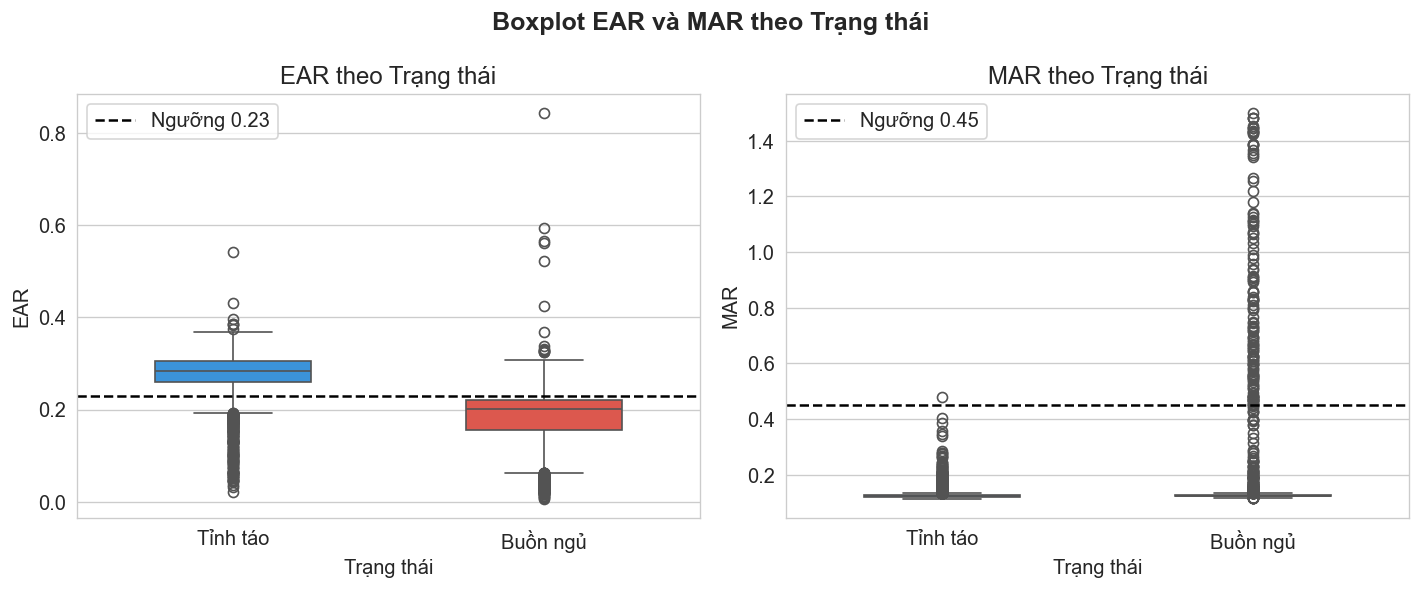 Boxplot EAR và MAR theo Trạng thái
EAR theo Trạng thái
Ngưỡng 0.23
0.8
0.6
0.4
0.2
0.0
EAR
Tỉnh táo
Buồn ngủ
Trạng thái
MAR theo Trạng thái
Ngưỡng 0.45
1.4
1.2
1.0
0.8
0.6
0.4
0.2
MAR
Tỉnh táo
Buồn ngủ
Trạng thái